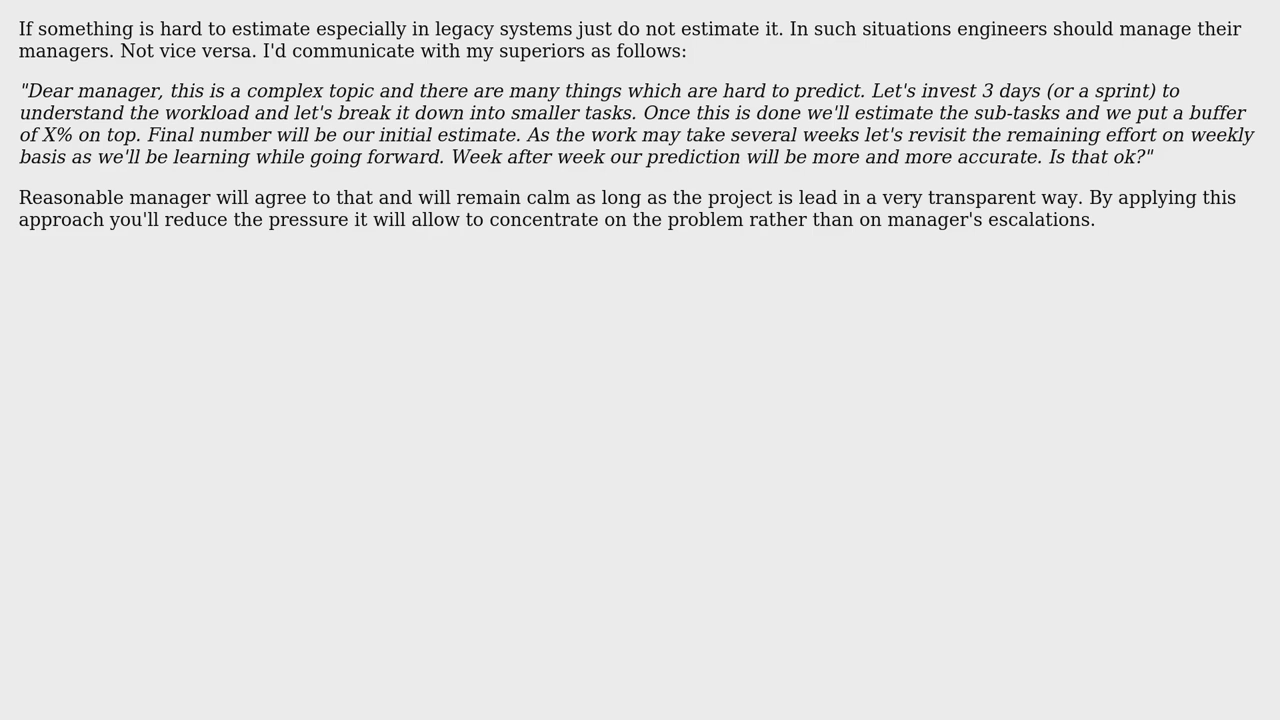 If something is hard to estimate especially in legacy systems just do not estimate it. In such situations engineers should manage their
managers. Not vice versa. I'd communicate with my superiors as follows:
"Dear manager, this is a complex topic and there are many things which are hard to predict. Let's invest 3 days (or a sprint) to
understand the workload and let's break it down into smaller tasks. Once this is done we'll estimate the sub-tasks and we put a buffer
of X% on top. Final number will be our initial estimate. As the work may take several weeks let's revisit the remaining effort on weekly
basis as we'll be learning while going forward. Week after week our prediction will be more and more accurate. Is that ok?"
Reasonable manager will agree to that and will remain calm as long as the project is lead in a very transparent way. By applying this
approach you'll reduce the pressure it will allow to concentrate on the problem rather than on manager's escalations.